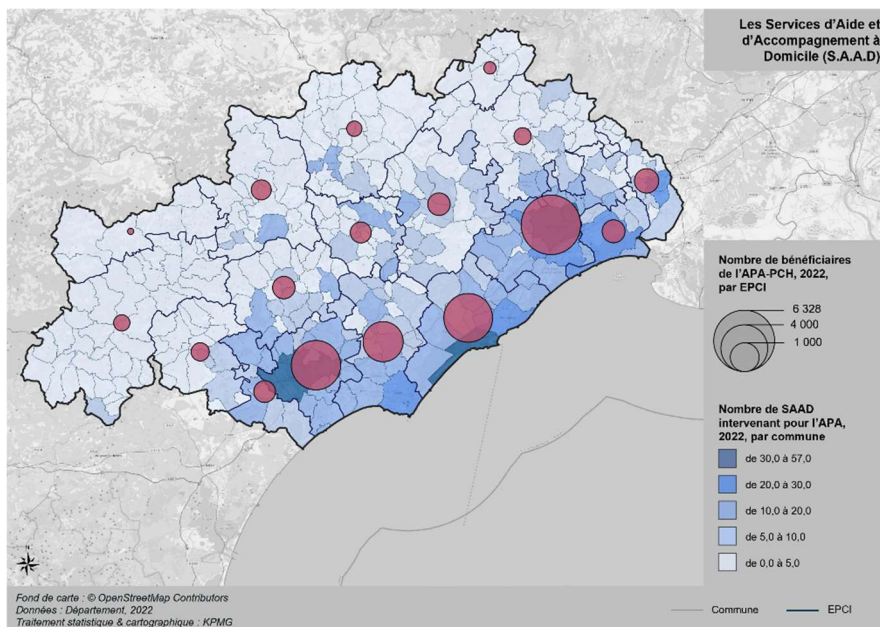 Les Services d'Aide et
d'Accompagnement à
Domicile (S.A.A.D)
Nombre de bénéficiaires
de l'APA-PCH, 2022,
par EPCI
6 328
4 000
1 000
Nombre de SAAD
intervenant pour l'APA,
2022, par commune
de 30,0 à 57,0
de 20,0 à 30,0
de 10,0 à 20,0
de 5,0 à 10,0
de 0,0 à 5,0
N
Fond de carte : © OpenStreetMap Contributors
Données : Département, 2022
Traitement statistique & cartographique : KPMG
Commune
EPCI